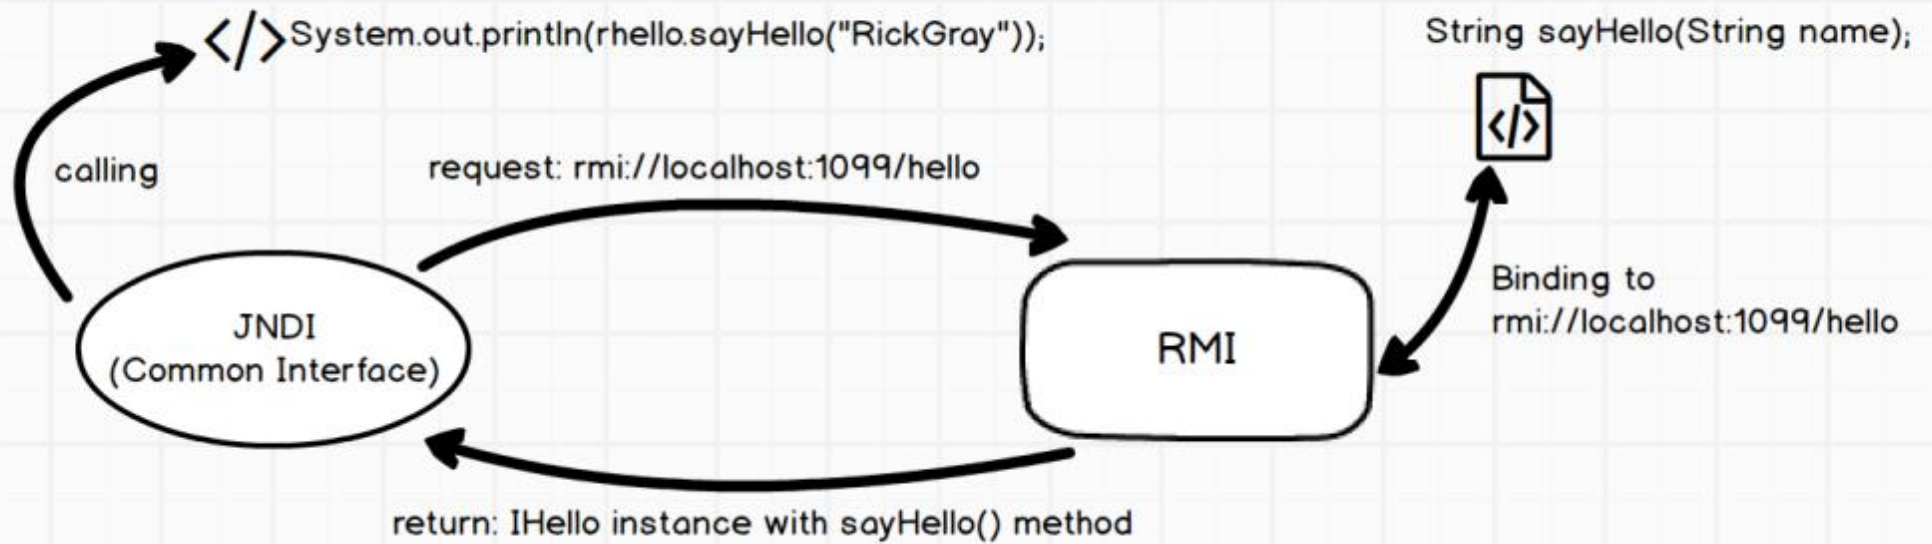 </>System.out.println(rhello.sayHello("RickGray"));
String sayHello(String name);
</>
calling
request: rmi://localhost:1099/hello
Binding to
rmi://localhost:1099/hello
JNDI
(Common Interface)
RMI
return: IHello instance with sayHello() method